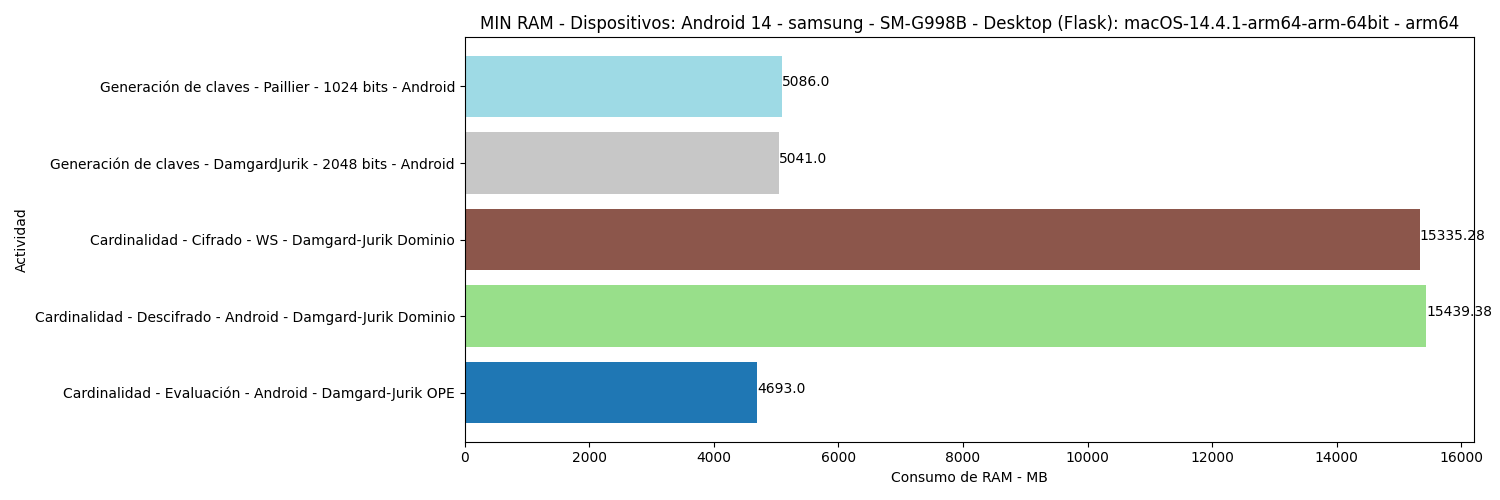 MIN RAM - Dispositivos: Android 14 - samsung - SM-G998B - Desktop (Flask): macOS-14.4.1-arm64-arm-64bit - arm64
Actividad
Generación de claves - Paillier - 1024 bits - Android
5086.0
Generación de claves - DamgardJurik - 2048 bits - Android
5041.0
Cardinalidad - Cifrado - WS - Damgard-Jurik Dominio
15335.28
Cardinalidad - Descifrado - Android - Damgard-Jurik Dominio
15439.38
Cardinalidad - Evaluación - Android - Damgard-Jurik OPE
4693.0
0 2000 4000 6000 8000 10000 12000 14000 16000
Consumo de RAM - MB